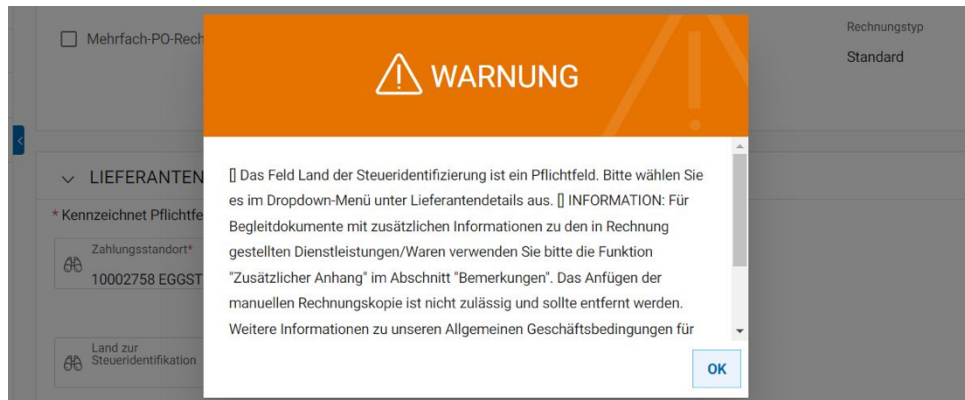 Mehrfach-PO-Rech
Rechnungstyp
Standard
WARNUNG
[] Das Feld Land der Steueridentifizierung ist ein Pflichtfeld. Bitte wählen Sie
es im Dropdown-Menü unter Lieferantendetails aus. [] INFORMATION: Für
Begleitdokumente mit zusätzlichen Informationen zu den in Rechnung
gestellten Dienstleistungen/Waren verwenden Sie bitte die Funktion
"Zusätzlicher Anhang" im Abschnitt "Bemerkungen". Das Anfügen der
manuellen Rechnungskopie ist nicht zulässig und sollte entfernt werden.
Weitere Informationen zu unseren Allgemeinen Geschäftsbedingungen für
OK
LIEFERANTEN
* Kennzeichnet Pflichtfe
Zahlungsstandort*
10002758 EGGST
Land zur
Steueridentifikation